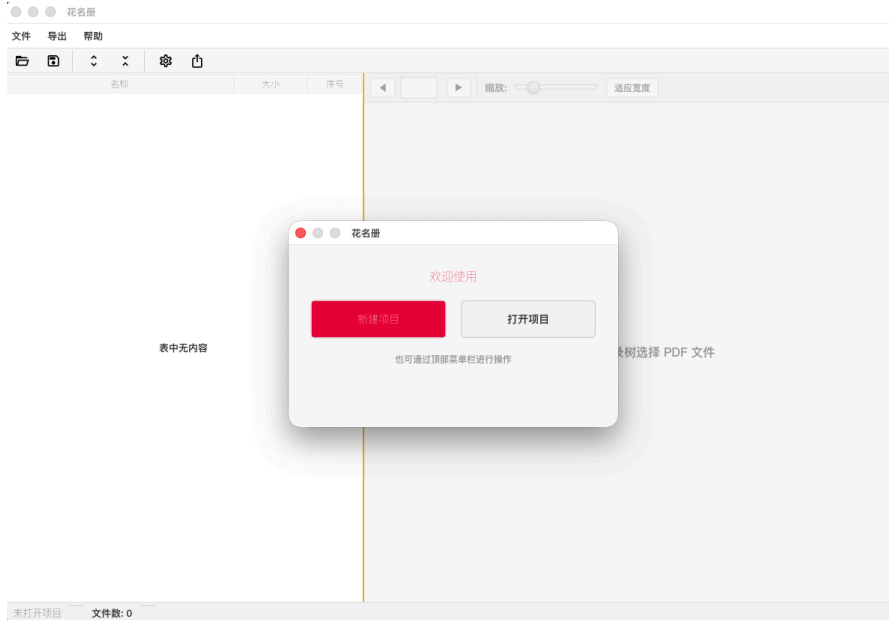 花名册
文件 导出 帮助
名称 大小 序号
缩放: 适应宽度
花名册
欢迎使用
新建项目 打开项目
也可通过顶部菜单栏进行操作
表中无内容
树选择 PDF 文件
未打开项目 文件数: 0